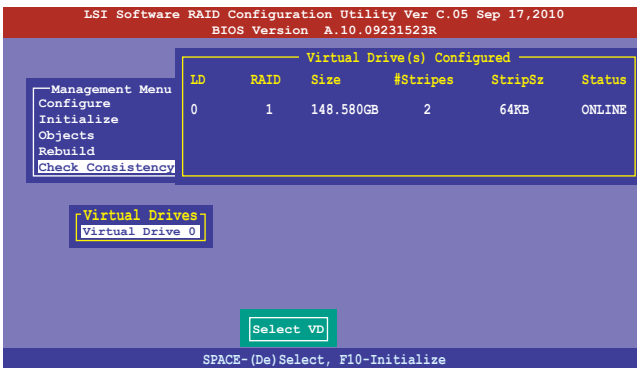 LSI Software RAID Configuration Utility Ver C.05 Sep 17,2010
BIOS Version A.10.09231523R
Virtual Drive(s) Configured
LD RAID Size #Stripes StripSz Status
0 1 148.580GB 2 64KB ONLINE
Management Menu
Configure
Initialize
Objects
Rebuild
Check Consistency
Virtual Drives
Virtual Drive 0
Select VD
SPACE-(De)Select, F10-Initialize